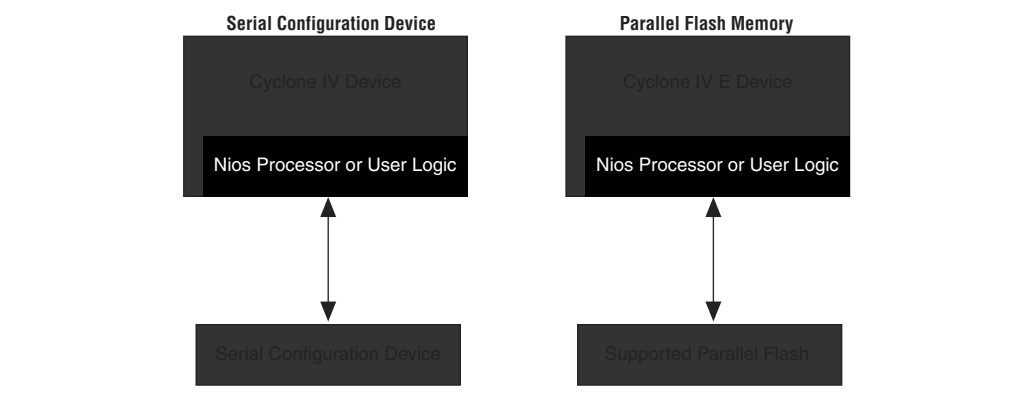 Serial Configuration Device
Parallel Flash Memory
Cyclone IV Device
Cyclone IV E Device
Nios Processor or User Logic
Nios Processor or User Logic
Serial Configuration Device
Supported Parallel Flash